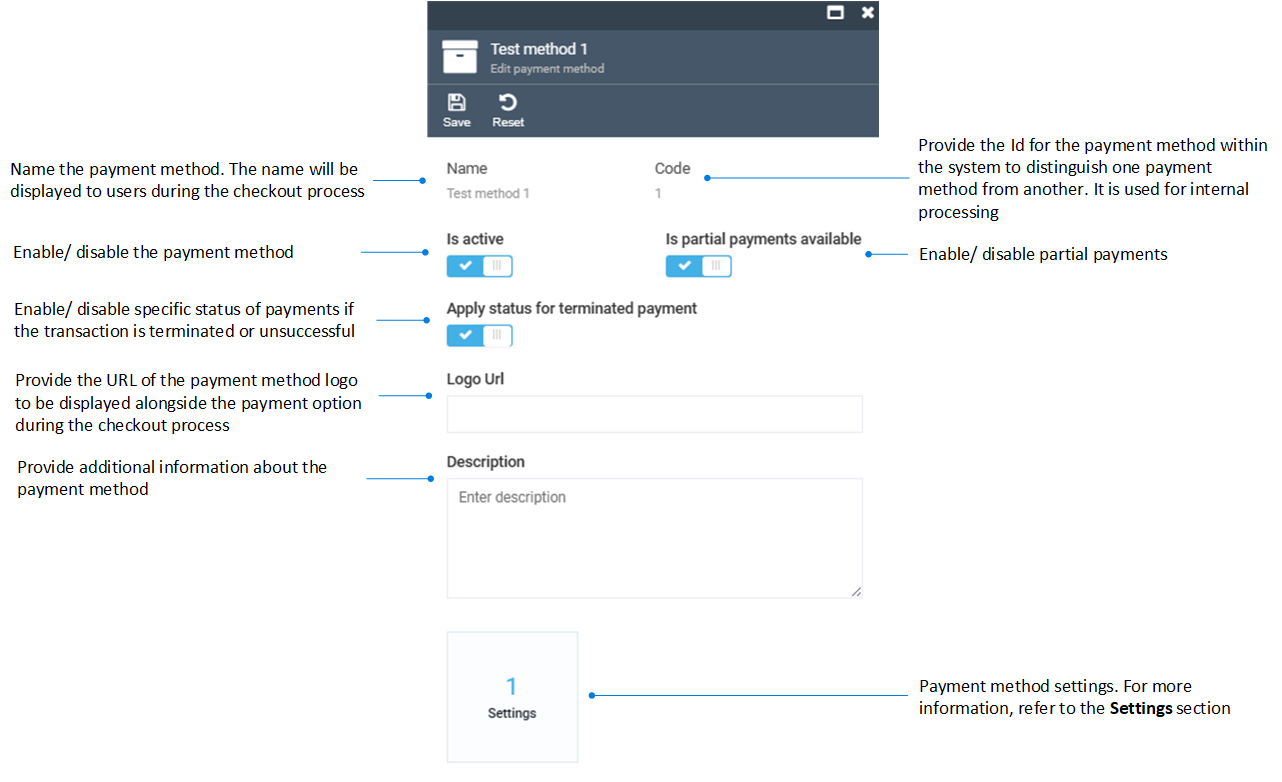 Test method 1
Edit payment method
Save
Reset
Name the payment method. The name will be
displayed to users during the checkout process
Name
Test method 1
Code
1
Provide the Id for the payment method within
the system to distinguish one payment
method from another. It is used for internal
processing
Enable/ disable the payment method
Is active
Is partial payments available
Enable/ disable partial payments
Enable/ disable specific status of payments if
the transaction is terminated or unsuccessful
Apply status for terminated payment
Provide the URL of the payment method logo
to be displayed alongside the payment option
during the checkout process
Logo Url
Provide additional information about the
payment method
Description
Enter description
1
Settings
Payment method settings. For more
information, refer to the Settings section